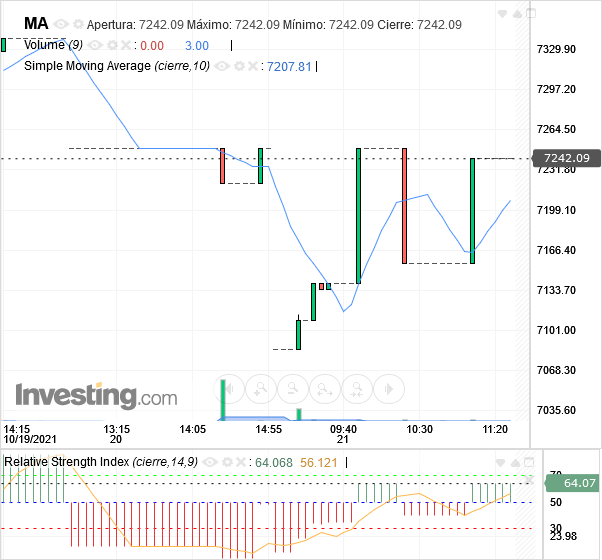 MA Apertura: 7242.09 Máximo: 7242.09 Mínimo: 7242.09 Cierre: 7242.09
Volume (9) : 0.00 3.00
Simple Moving Average (cierre,10) : 7207.81
7329.90
7297.20
7264.50
7242.09
7231.80
7199.10
7166.40
7133.70
7101.00
7068.30
7035.60
Investing.com
14:15 13:15 14:05 14:55 09:40 10:30 11:20
10/19/2021 20 21
Relative Strength Index (cierre,14,9) : 64.068 56.121
70
64.07
50
30
23.98